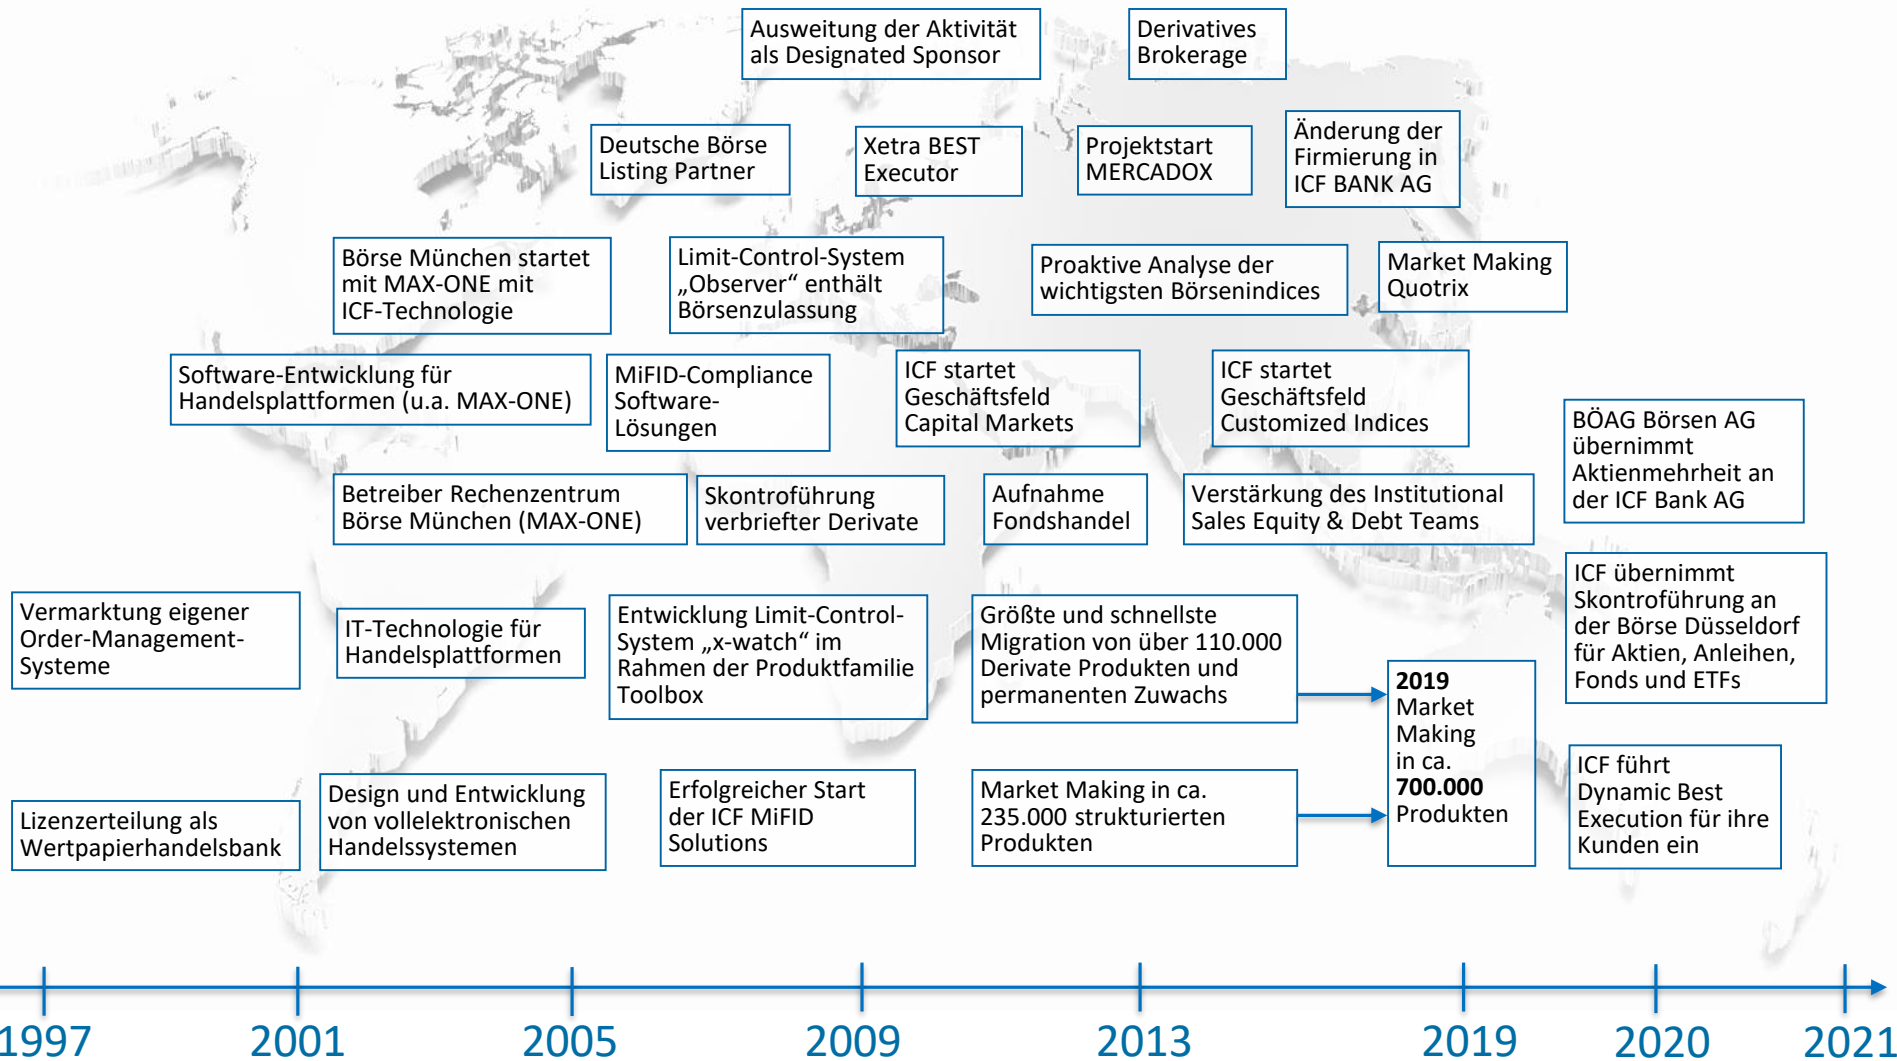 Ausweitung der Aktivität
als Designated Sponsor
Derivatives
Brokerage
Deutsche Börse
Listing Partner
Xetra BEST
Executor
Projektstart
MERCADOX
Änderung der
Firmierung in
ICF BANK AG
Börse München startet
mit MAX-ONE mit
ICF-Technologie
Limit-Control-System
„Observer“ enthält
Börsenzulassung
Proaktive Analyse der
wichtigsten Börsenindices
Market Making
Quotrix
Software-Entwicklung für
Handelsplattformen (u.a. MAX-ONE)
MiFID-Compliance
Software-
Lösungen
ICF startet
Geschäftsfeld
Capital Markets
ICF startet
Geschäftsfeld
Customized Indices
BÖAG Börsen AG
übernimmt
Aktienmehrheit an
der ICF Bank AG
Betreiber Rechenzentrum
Börse München (MAX-ONE)
Skontroführung
verbriefter Derivate
Aufnahme
Fondshandel
Verstärkung des Institutional
Sales Equity & Debt Teams
Vermarktung eigener
Order-Management-
Systeme
IT-Technologie für
Handelsplattformen
Entwicklung Limit-Control-
System „x-watch“ im
Rahmen der Produktfamilie
Toolbox
Größte und schnellste
Migration von über 110.000
Derivate Produkten und
permanenten Zuwachs
ICF übernimmt
Skontroführung an
der Börse Düsseldorf
für Aktien, Anleihen,
Fonds und ETFs
2019
Market
Making
in ca.
700.000
Produkten
Lizenzerteilung als
Wertpapierhandelsbank
Design und Entwicklung
von vollelektronischen
Handelssystemen
Erfolgreicher Start
der ICF MiFID
Solutions
Market Making in ca.
235.000 strukturierten
Produkten
ICF führt
Dynamic Best
Execution für ihre
Kunden ein
1997
2001
2005
2009
2013
2019
2020
2021